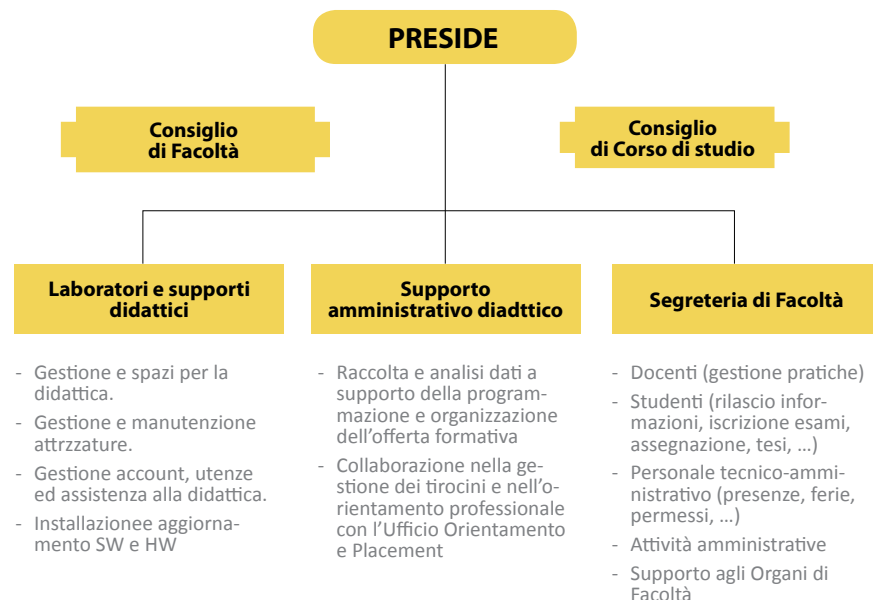 PRESIDE
Consiglio
di Facoltà
Consiglio
di Corso di studio
Laboratori e supporti
didattici
- Gestione e spazi per la
didattica.
- Gestione e manutenzione
attrzzature.
- Gestione account, utenze
ed assistenza alla didattica.
- Installazionee aggiorna-
mento SW e HW
Supporto
amministrativo diadttico
- Raccolta e analisi dati a
supporto della program-
mazione e organizzazione
dell’offerta formativa
- Collaborazione nella ge-
stione dei tirocini e nell’o-
rientamento professionale
con l’Ufficio Orientamento
e Placement
Segreteria di Facoltà
- Docenti (gestione pratiche)
- Studenti (rilascio infor-
mazioni, iscrizione esami,
assegnazione, tesi, ...)
- Personale tecnico-ammi-
nistrativo (presenze, ferie,
permessi, ...)
- Attività amministrative
- Supporto agli Organi di
Facoltà